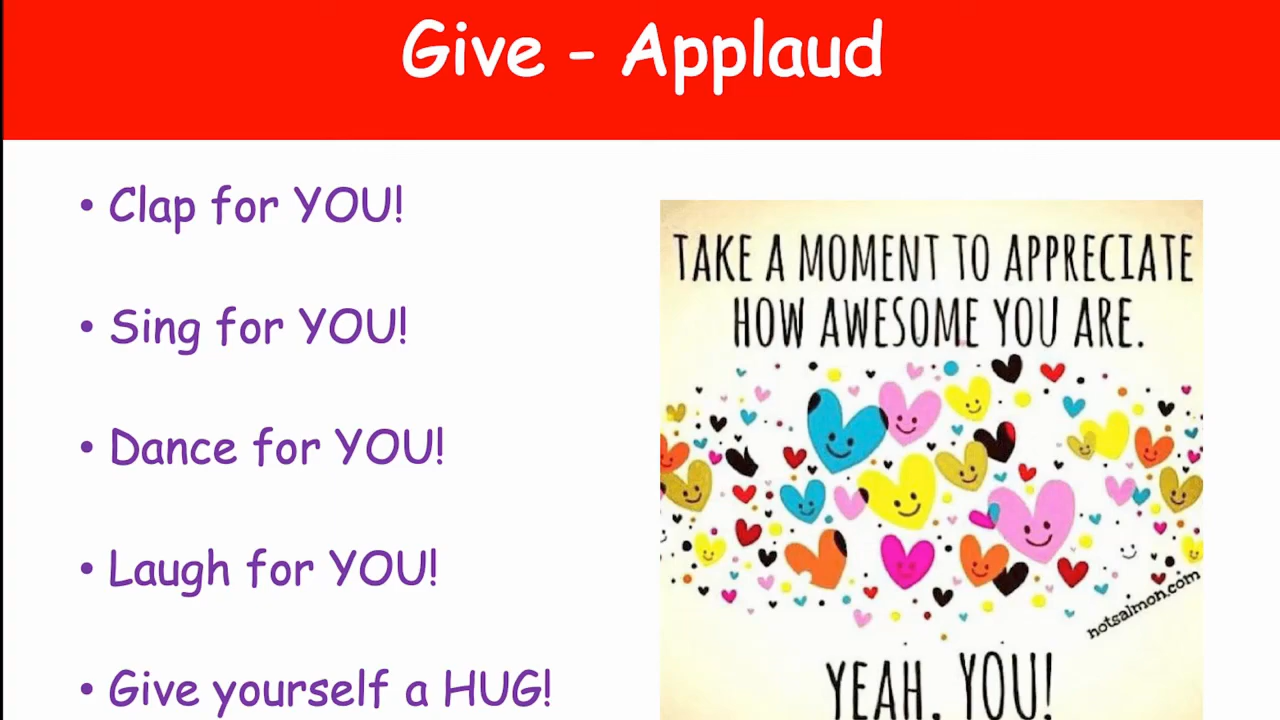 Give - Applaud
• Clap for YOU!
• Sing for YOU!
• Dance for YOU!
• Laugh for YOU!
• Give yourself a HUG!
TAKE A MOMENT TO APPRECIATE
HOW AWESOME YOU ARE.
notsalmon.com
YEAH, YOU!